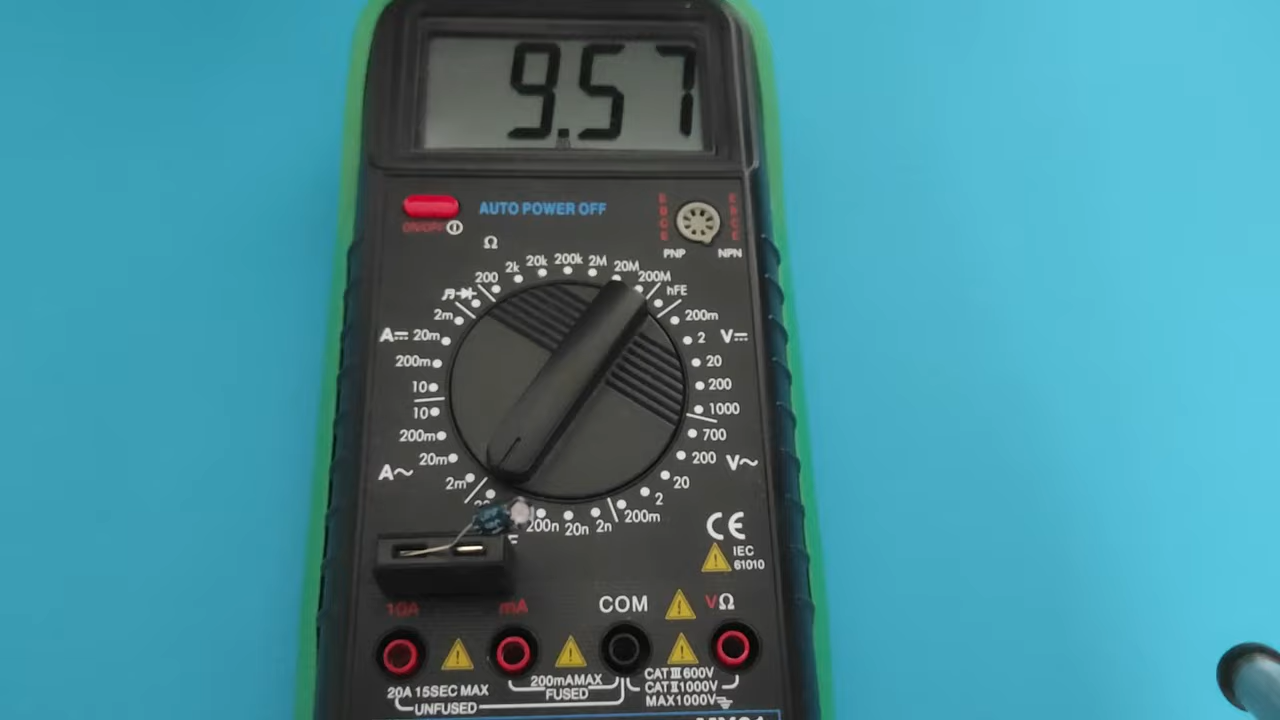 9.57
AUTO POWER OFF
ON/OFF
E B C E
E B C E
PNP
NPN
Ω
200
2k
20k
200k
2M
20M
200M
hFE
2m
A
20m
200m
10
10
200m
20m
A~
2m
200m
2
V
20
200
1000
700
200
V~
20
2
200m
2n
20n
200n
CE
IEC
61010
10A
mA
COM
VΩ
20A 15SEC MAX
UNFUSED
200mA MAX
FUSED
CAT III 600V
CAT II 1000V
MAX 1000V